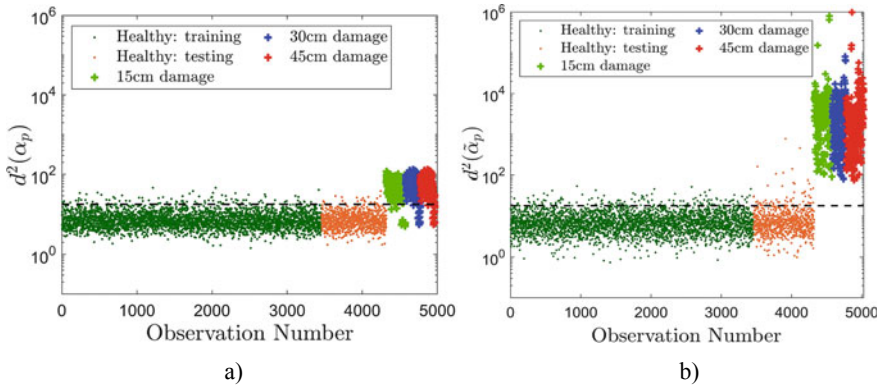 Healthy: training
Healthy: testing
15cm damage
30cm damage
45cm damage
10^6
10^4
10^2
10^0
d^2(α_p)
0 1000 2000 3000 4000 5000
Observation Number
a)
Healthy: training
Healthy: testing
15cm damage
30cm damage
45cm damage
10^6
10^4
10^2
10^0
d^2(α̃_p)
0 1000 2000 3000 4000 5000
Observation Number
b)